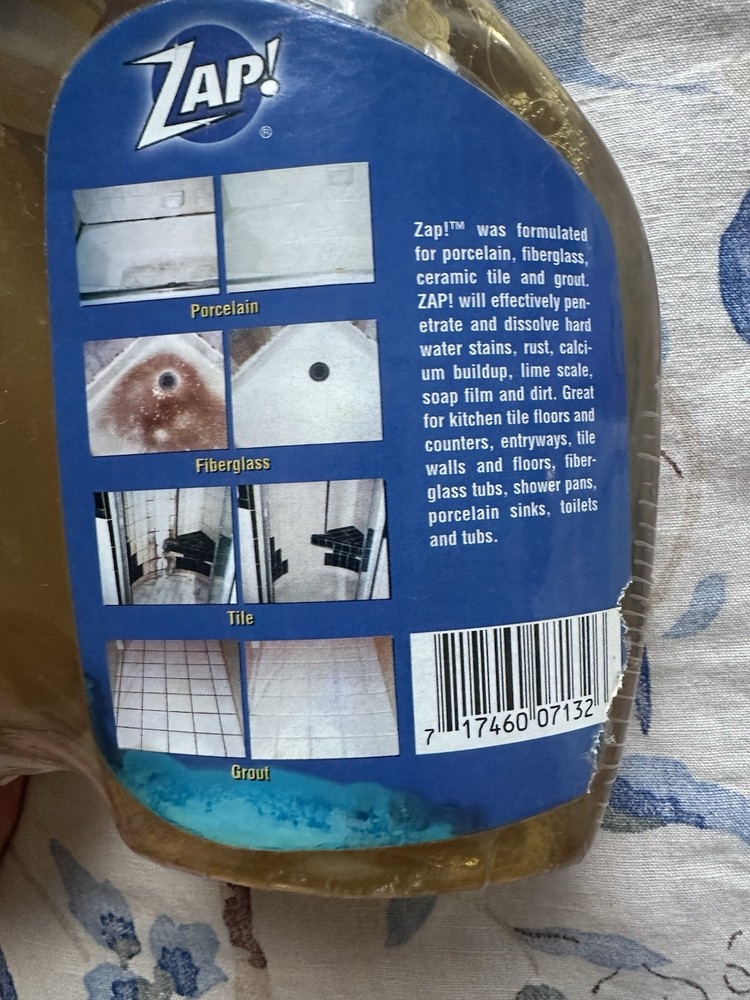 ZAP!
®
Porcelain
Fiberglass
Tile
Grout
Zap!™ was formulated
for porcelain, fiberglass,
ceramic tile and grout.
ZAP! will effectively pen-
etrate and dissolve hard
water stains, rust, calci-
um buildup, lime scale,
soap film and dirt. Great
for kitchen tile floors and
counters, entryways, tile
walls and floors, fiber-
glass tubs, shower pans,
porcelain sinks, toilets
and tubs.
7 17460 07132